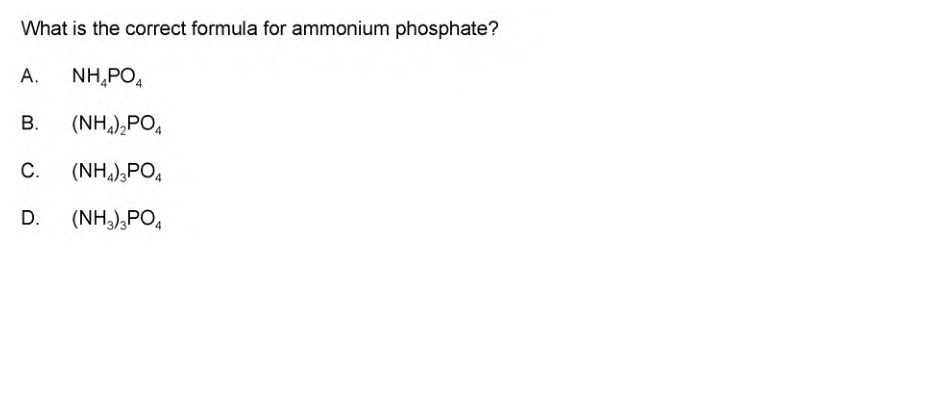 What is the correct formula for ammonium phosphate?
A. NH₄PO₄
B. (NH₄)₂PO₄
C. (NH₄)₃PO₄
D. (NH₃)₃PO₄